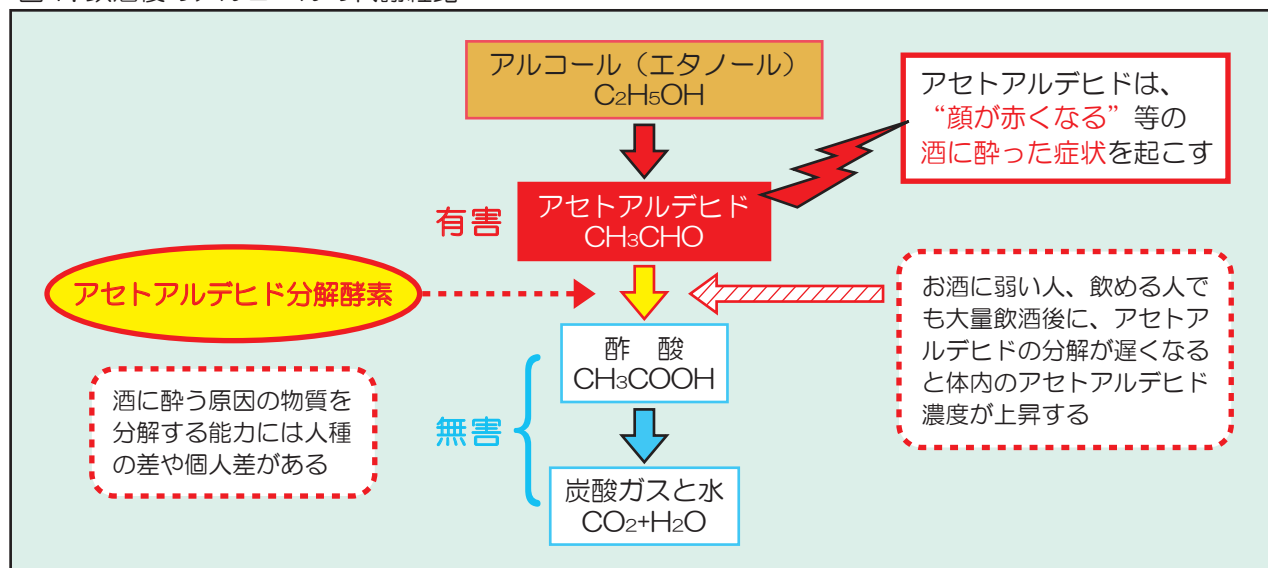 アルコール（エタノール）
C2H5OH
アセトアルデヒドは、
“顔が赤くなる”等の
酒に酔った症状を起こす
有害
アセトアルデヒド
CH3CHO
アセトアルデヒド分解酵素
お酒に弱い人、飲める人で
も大量飲酒後に、アセトア
ルデヒドの分解が遅くなる
と体内のアセトアルデヒド
濃度が上昇する
酢　酸
CH3COOH
酒に酔う原因の物質を
分解する能力には人種
の差や個人差がある
無害
炭酸ガスと水
CO2+H2O